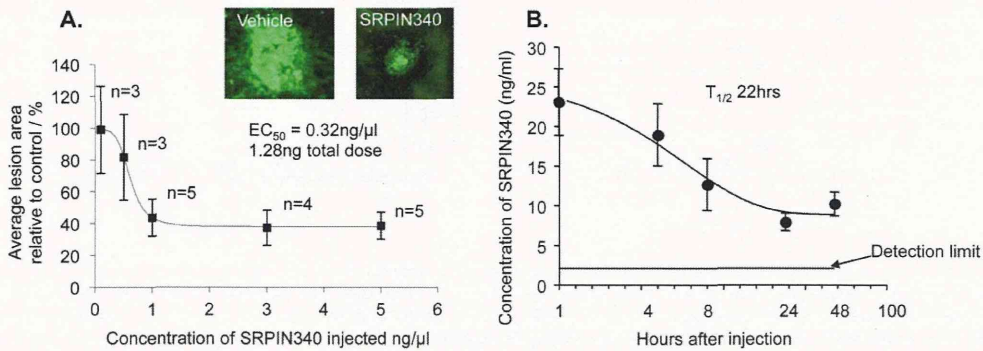 A.
Vehicle
SRPIN340
Average lesion area
relative to control / %
140
120
100
80
60
40
20
0
n=3
n=3
n=5
n=4
n=5
EC50 = 0.32ng/µl
1.28ng total dose
0
1
2
3
4
5
6
Concentration of SRPIN340 injected ng/µl
B.
Concentration of SRPIN340 (ng/ml)
30
25
20
15
10
5
0
T1/2 22hrs
Detection limit
1
4
8
24
48
100
Hours after injection